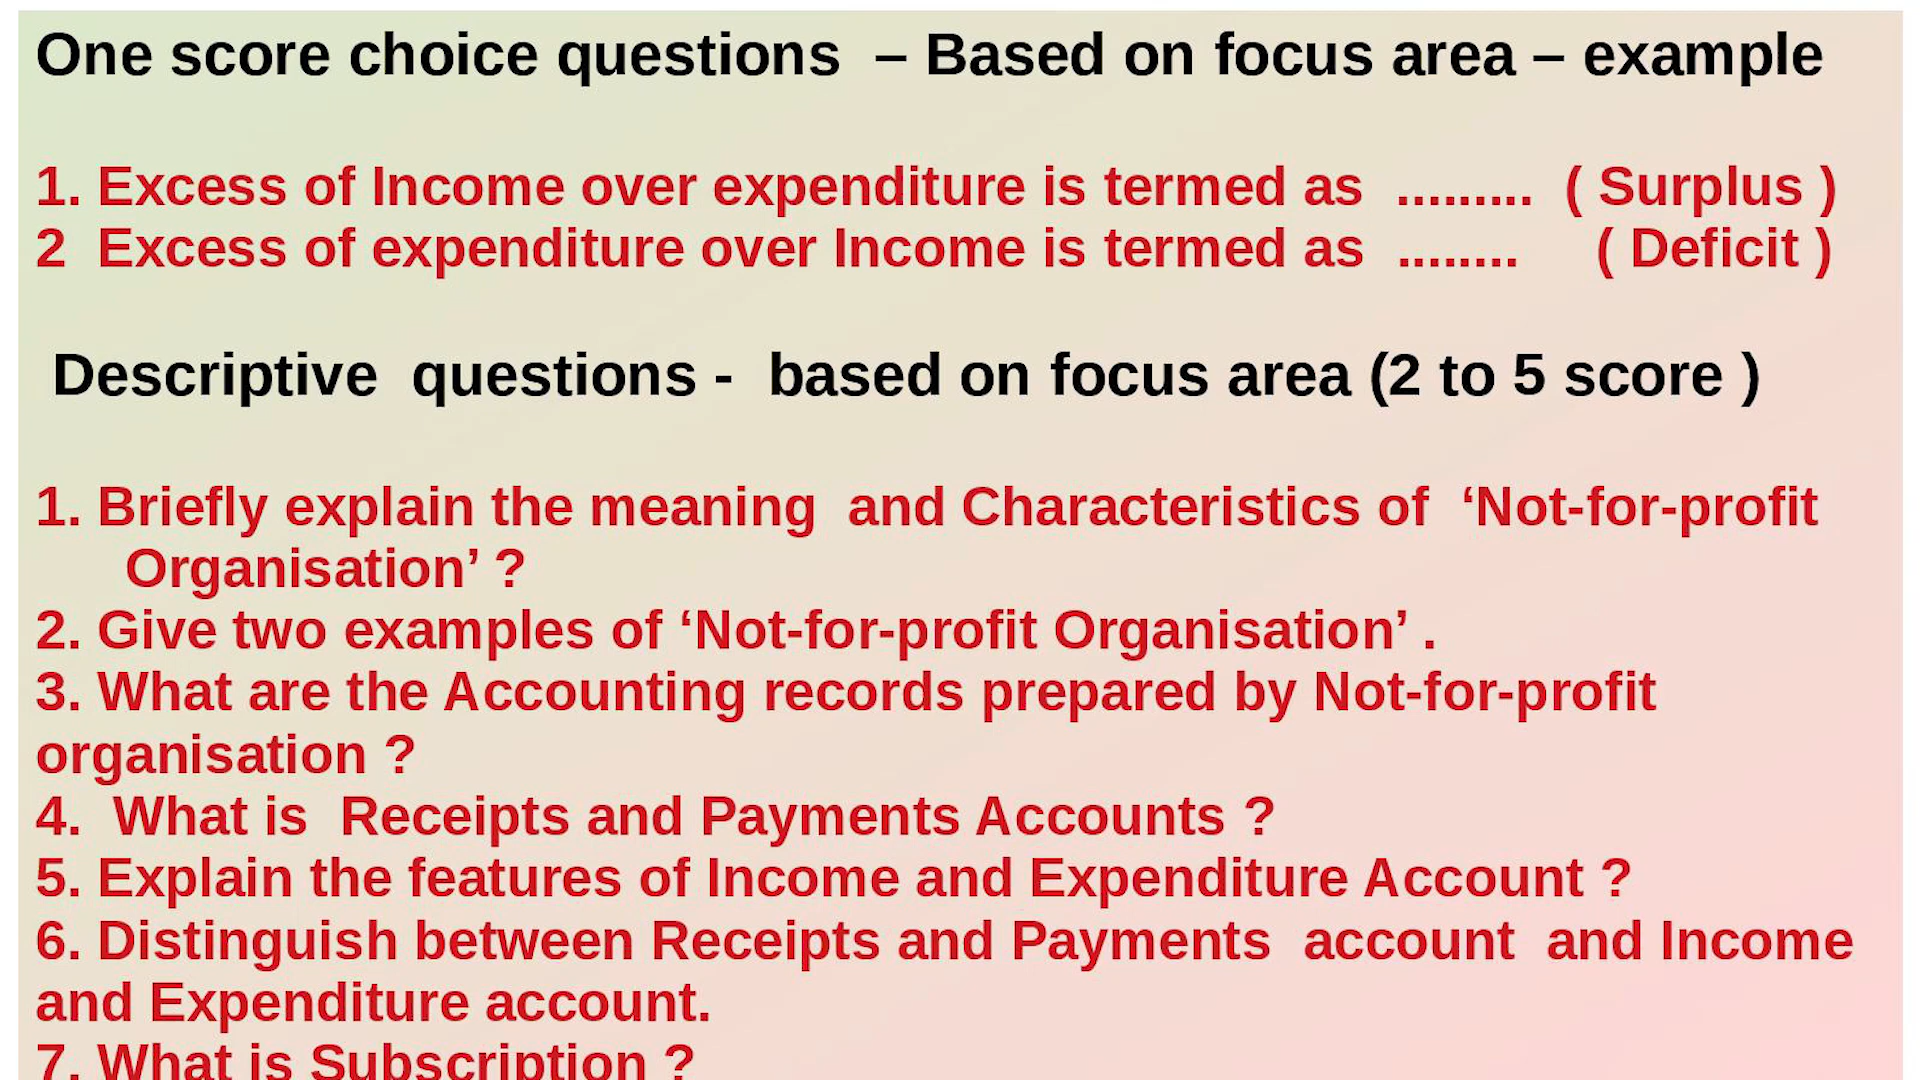 One score choice questions – Based on focus area – example
1. Excess of Income over expenditure is termed as ......... ( Surplus )
2 Excess of expenditure over Income is termed as ........ ( Deficit )
Descriptive questions - based on focus area (2 to 5 score )
1. Briefly explain the meaning and Characteristics of ‘Not-for-profit
Organisation’ ?
2. Give two examples of ‘Not-for-profit Organisation’ .
3. What are the Accounting records prepared by Not-for-profit
organisation ?
4. What is Receipts and Payments Accounts ?
5. Explain the features of Income and Expenditure Account ?
6. Distinguish between Receipts and Payments account and Income
and Expenditure account.
7. What is Subscription ?